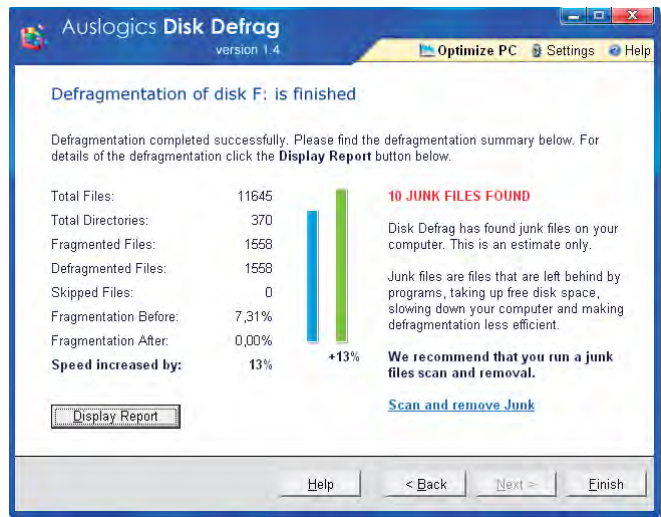 Auslogics Disk Defrag
version 1.4
Optimize PC Settings Help
Defragmentation of disk F: is finished
Defragmentation completed successfully. Please find the defragmentation summary below. For
details of the defragmentation click the Display Report button below.
Total Files: 11645
Total Directories: 370
Fragmented Files: 1558
Defragmented Files: 1558
Skipped Files: 0
Fragmentation Before: 7,31%
Fragmentation After: 0,00%
Speed increased by: 13%
+13%
10 JUNK FILES FOUND
Disk Defrag has found junk files on your
computer. This is an estimate only.
Junk files are files that are left behind by
programs, taking up free disk space,
slowing down your computer and making
defragmentation less efficient.
We recommend that you run a junk
files scan and removal.
Scan and remove Junk
Display Report
Help < Back Next > Finish